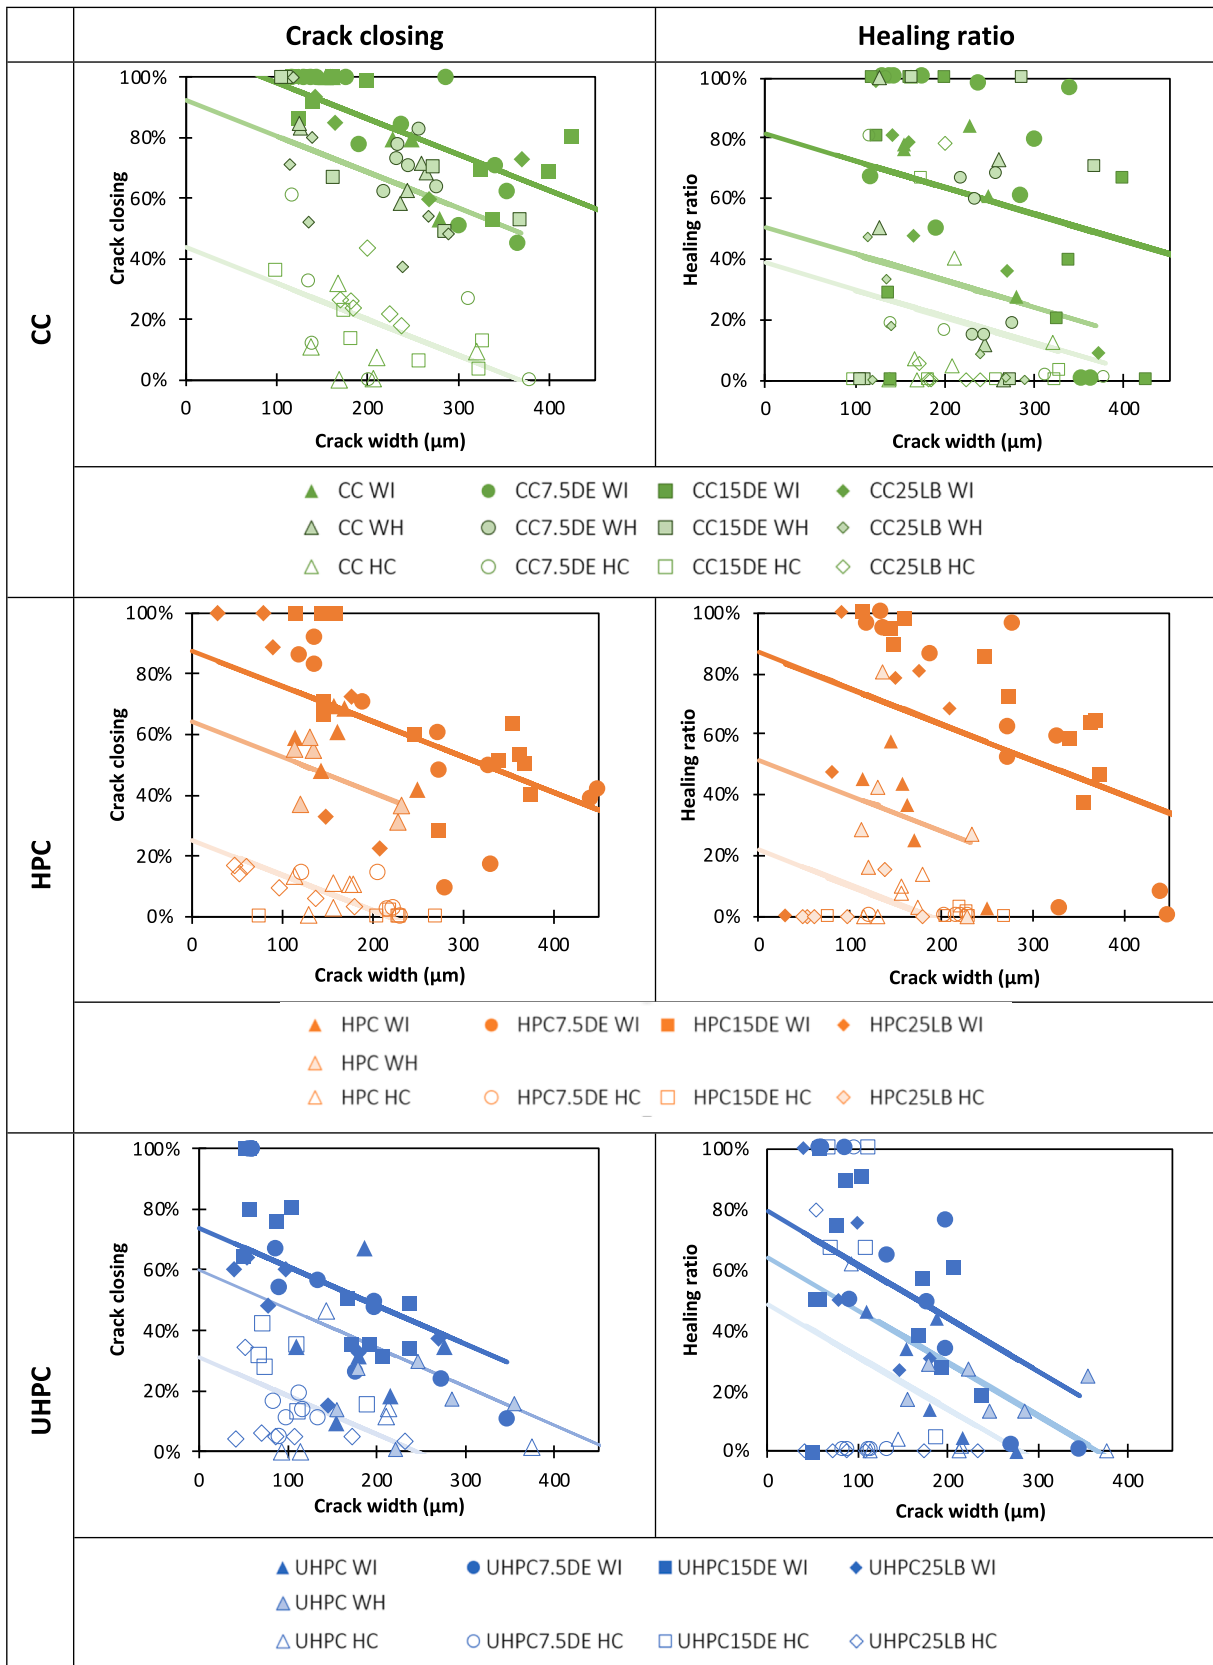 Crack closing Healing ratio
CC
100% 80% 60% 40% 20% 0%
Crack closing
0 100 200 300 400
Crack width (μm)
100% 80% 60% 40% 20% 0%
Healing ratio
0 100 200 300 400
Crack width (μm)
CC WI CC7.5DE WI CC15DE WI CC25LB WI
CC WH CC7.5DE WH CC15DE WH CC25LB WH
CC HC CC7.5DE HC CC15DE HC CC25LB HC
HPC
100% 80% 60% 40% 20% 0%
Crack closing
0 100 200 300 400
Crack width (μm)
100% 80% 60% 40% 20% 0%
Healing ratio
0 100 200 300 400
Crack width (μm)
HPC WI HPC7.5DE WI HPC15DE WI HPC25LB WI
HPC WH
HPC HC HPC7.5DE HC HPC15DE HC HPC25LB HC
UHPC
100% 80% 60% 40% 20% 0%
Crack closing
0 100 200 300 400
Crack width (μm)
100% 80% 60% 40% 20% 0%
Healing ratio
0 100 200 300 400
Crack width (μm)
UHPC WI UHPC7.5DE WI UHPC15DE WI UHPC25LB WI
UHPC WH
UHPC HC UHPC7.5DE HC UHPC15DE HC UHPC25LB HC